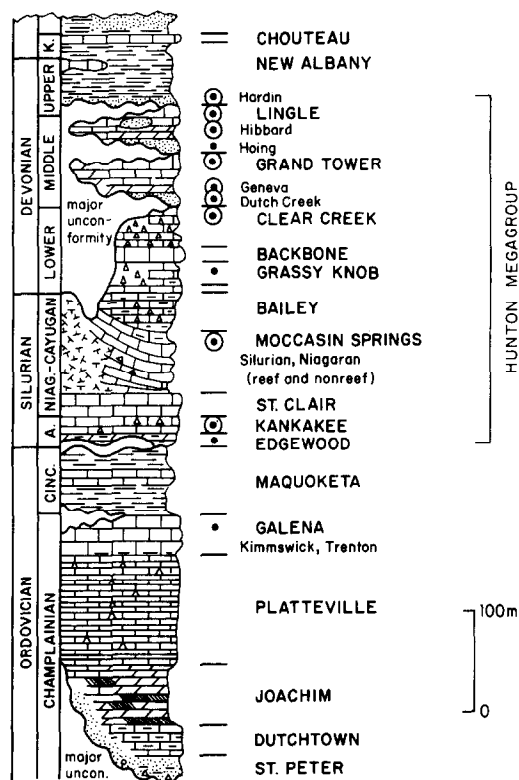 K.
CHOUTEAU
NEW ALBANY
UPPER
Hardin
LINGLE
Hibbard
Hoing
MIDDLE
DEVONIAN
GRAND TOWER
Geneva
Dutch Creek
major
uncon-
formity
CLEAR CREEK
LOWER
BACKBONE
GRASSY KNOB
BAILEY
HUNTON MEGAGROUP
SILURIAN
NIAG.-CAYUGAN
MOCCASIN SPRINGS
Silurian, Niagaran
(reef and nonreef)
ST. CLAIR
A.
KANKAKEE
EDGEWOOD
CINC.
MAQUOKETA
GALENA
Kimmswick, Trenton
ORDOVICIAN
CHAMPLAINIAN
PLATTEVILLE
100m
JOACHIM
0
DUTCHTOWN
major
uncon.
ST. PETER